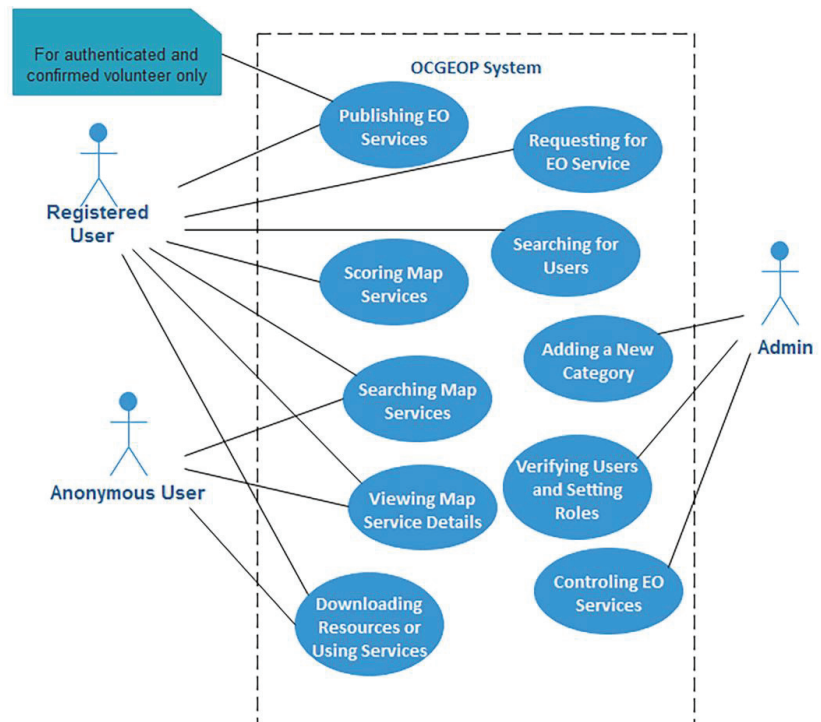 For authenticated and
confirmed volunteer only
OCGEOP System
Publishing EO
Services
Requesting for
EO Service
Registered
User
Searching for
Users
Scoring Map
Services
Admin
Adding a New
Category
Searching Map
Services
Anonymous User
Verifying Users
and Setting
Roles
Viewing Map
Service Details
Controling EO
Services
Downloading
Resources or
Using Services